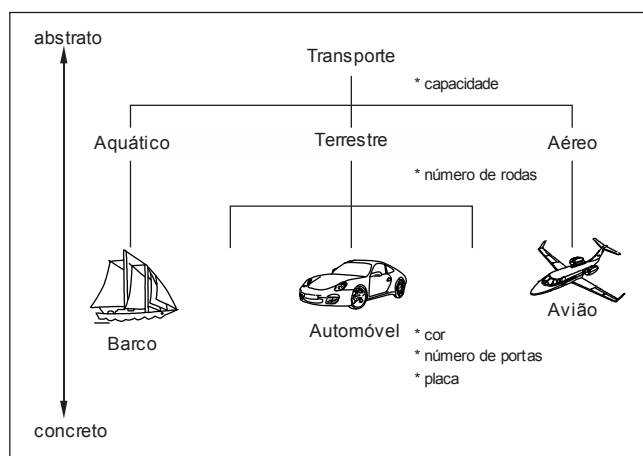 abstrato
Transporte
* capacidade
Aquático
Terrestre
Aéreo
* número de rodas
Barco
Automóvel
Avião
* cor
* número de portas
* placa
concreto